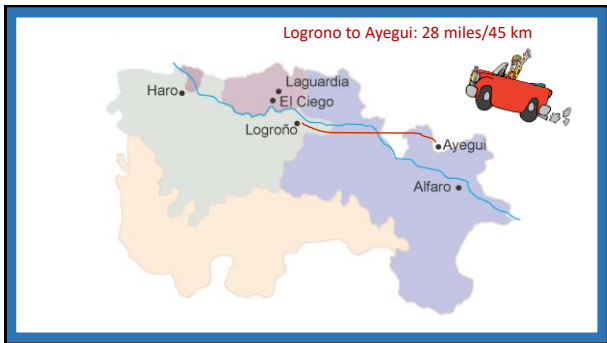 Logrono to Ayegui: 28 miles/45 km
Laguardia
Haro
El Ciego
Logroño
Ayegui
Alfaro